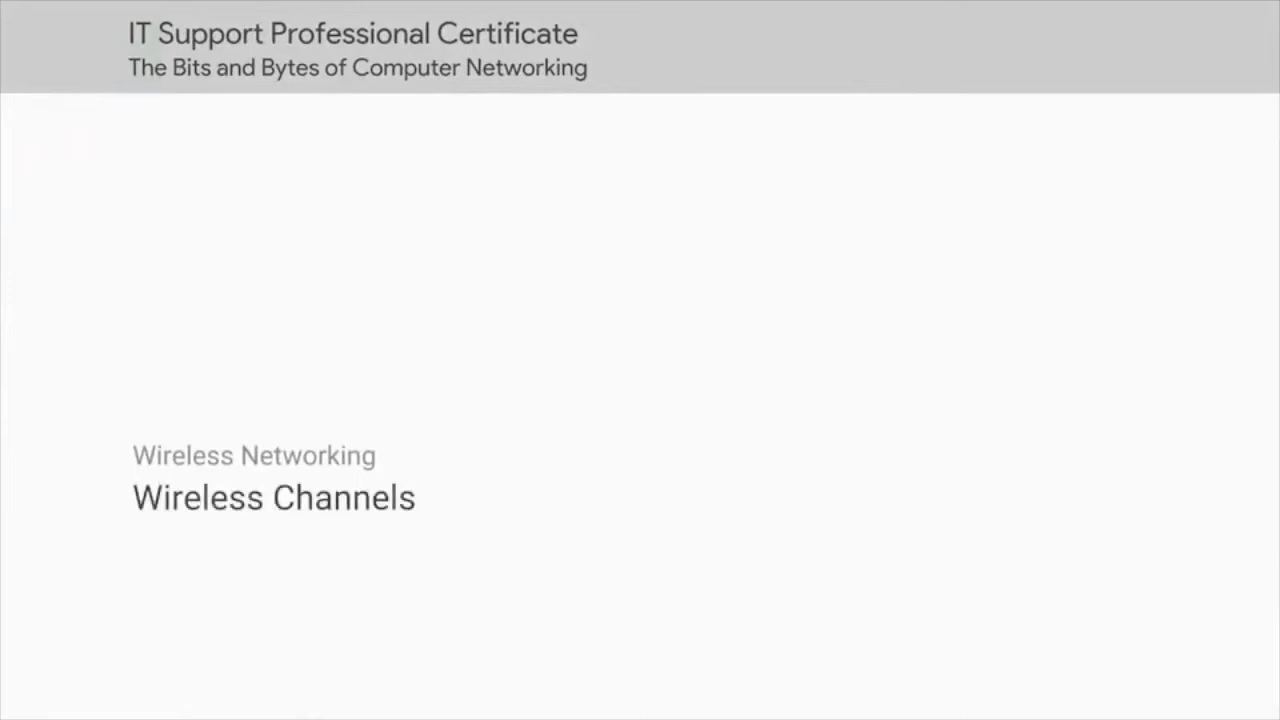 IT Support Professional Certificate
The Bits and Bytes of Computer Networking
Wireless Networking
Wireless Channels